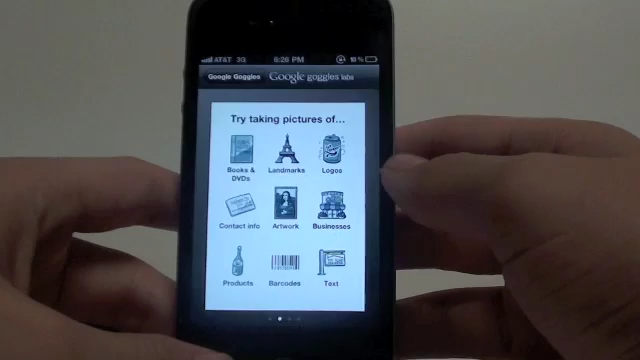 AT&T 3G 6:26 PM
Google Goggles Google goggles labs
Try taking pictures of...
Books & DVDs Landmarks Logos
Contact info Artwork Businesses
Products Barcodes Text